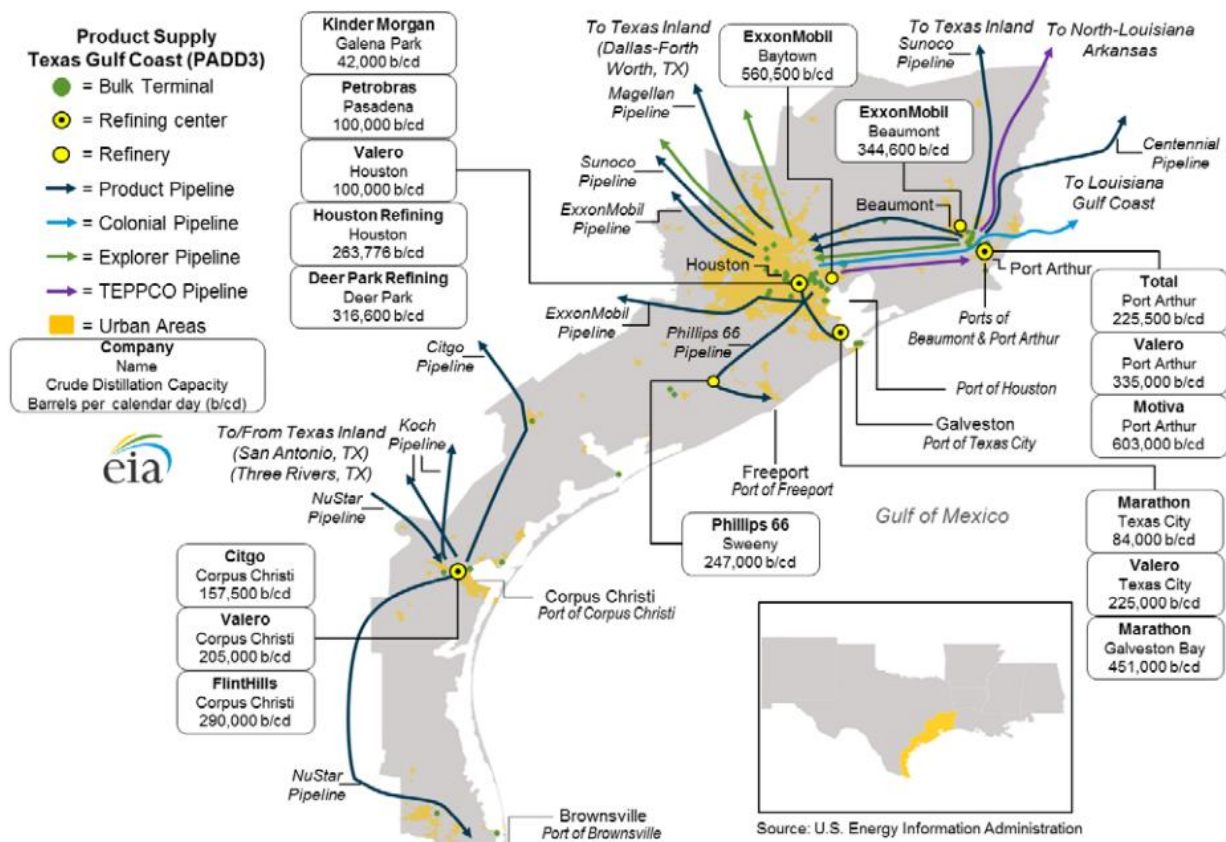 Product Supply
Texas Gulf Coast (PADD3)
= Bulk Terminal
= Refining center
= Refinery
= Product Pipeline
= Colonial Pipeline
= Explorer Pipeline
= TEPPCO Pipeline
= Urban Areas
Company
Name
Crude Distillation Capacity
Barrels per calendar day (b/cd)
eia
Kinder Morgan
Galena Park
42,000 b/cd
Petrobras
Pasadena
100,000 b/cd
Valero
Houston
100,000 b/cd
Houston Refining
Houston
263,776 b/cd
Deer Park Refining
Deer Park
316,600 b/cd
To Texas Inland
(Dallas-Forth
Worth, TX)
Magellan
Pipeline
Sunoco
Pipeline
ExxonMobil
Pipeline
ExxonMobil
Baytown
560,500 b/cd
To Texas Inland
Sunoco
Pipeline
To North-Louisiana
Arkansas
ExxonMobil
Beaumont
344,600 b/cd
Centennial
Pipeline
To Louisiana
Gulf Coast
Beaumont
Houston
Port Arthur
ExxonMobil
Pipeline
Phillips 66
Pipeline
Ports of
Beaumont & Port Arthur
Port of Houston
Galveston
Port of Texas City
Total
Port Arthur
225,500 b/cd
Valero
Port Arthur
335,000 b/cd
Motiva
Port Arthur
603,000 b/cd
Citgo
Pipeline
Koch
Pipeline
To/From Texas Inland
(San Antonio, TX)
(Three Rivers, TX)
NuStar
Pipeline
Freeport
Port of Freeport
Gulf of Mexico
Phillips 66
Sweeny
247,000 b/cd
Marathon
Texas City
84,000 b/cd
Valero
Texas City
225,000 b/cd
Marathon
Galveston Bay
451,000 b/cd
Citgo
Corpus Christi
157,500 b/cd
Valero
Corpus Christi
205,000 b/cd
FlintHills
Corpus Christi
290,000 b/cd
Corpus Christi
Port of Corpus Christi
NuStar
Pipeline
Brownsville
Port of Brownsville
Source: U.S. Energy Information Administration